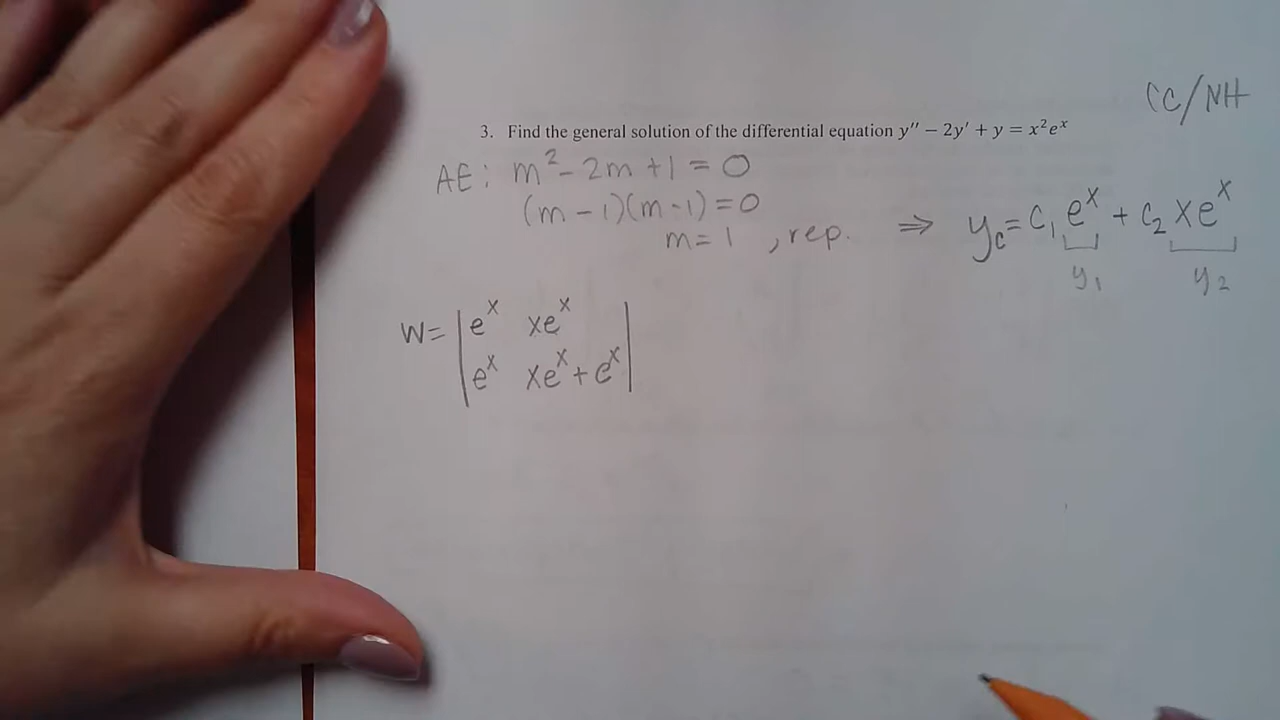 CC/NH
3. Find the general solution of the differential equation y″ − 2y′ + y = x²eˣ
AE: m² - 2m + 1 = 0
(m - 1)(m - 1) = 0
m = 1 , rep. ⇒ y_c = c₁eˣ + c₂xeˣ
y₁ y₂
W = | eˣ xeˣ |
| eˣ xeˣ + eˣ |